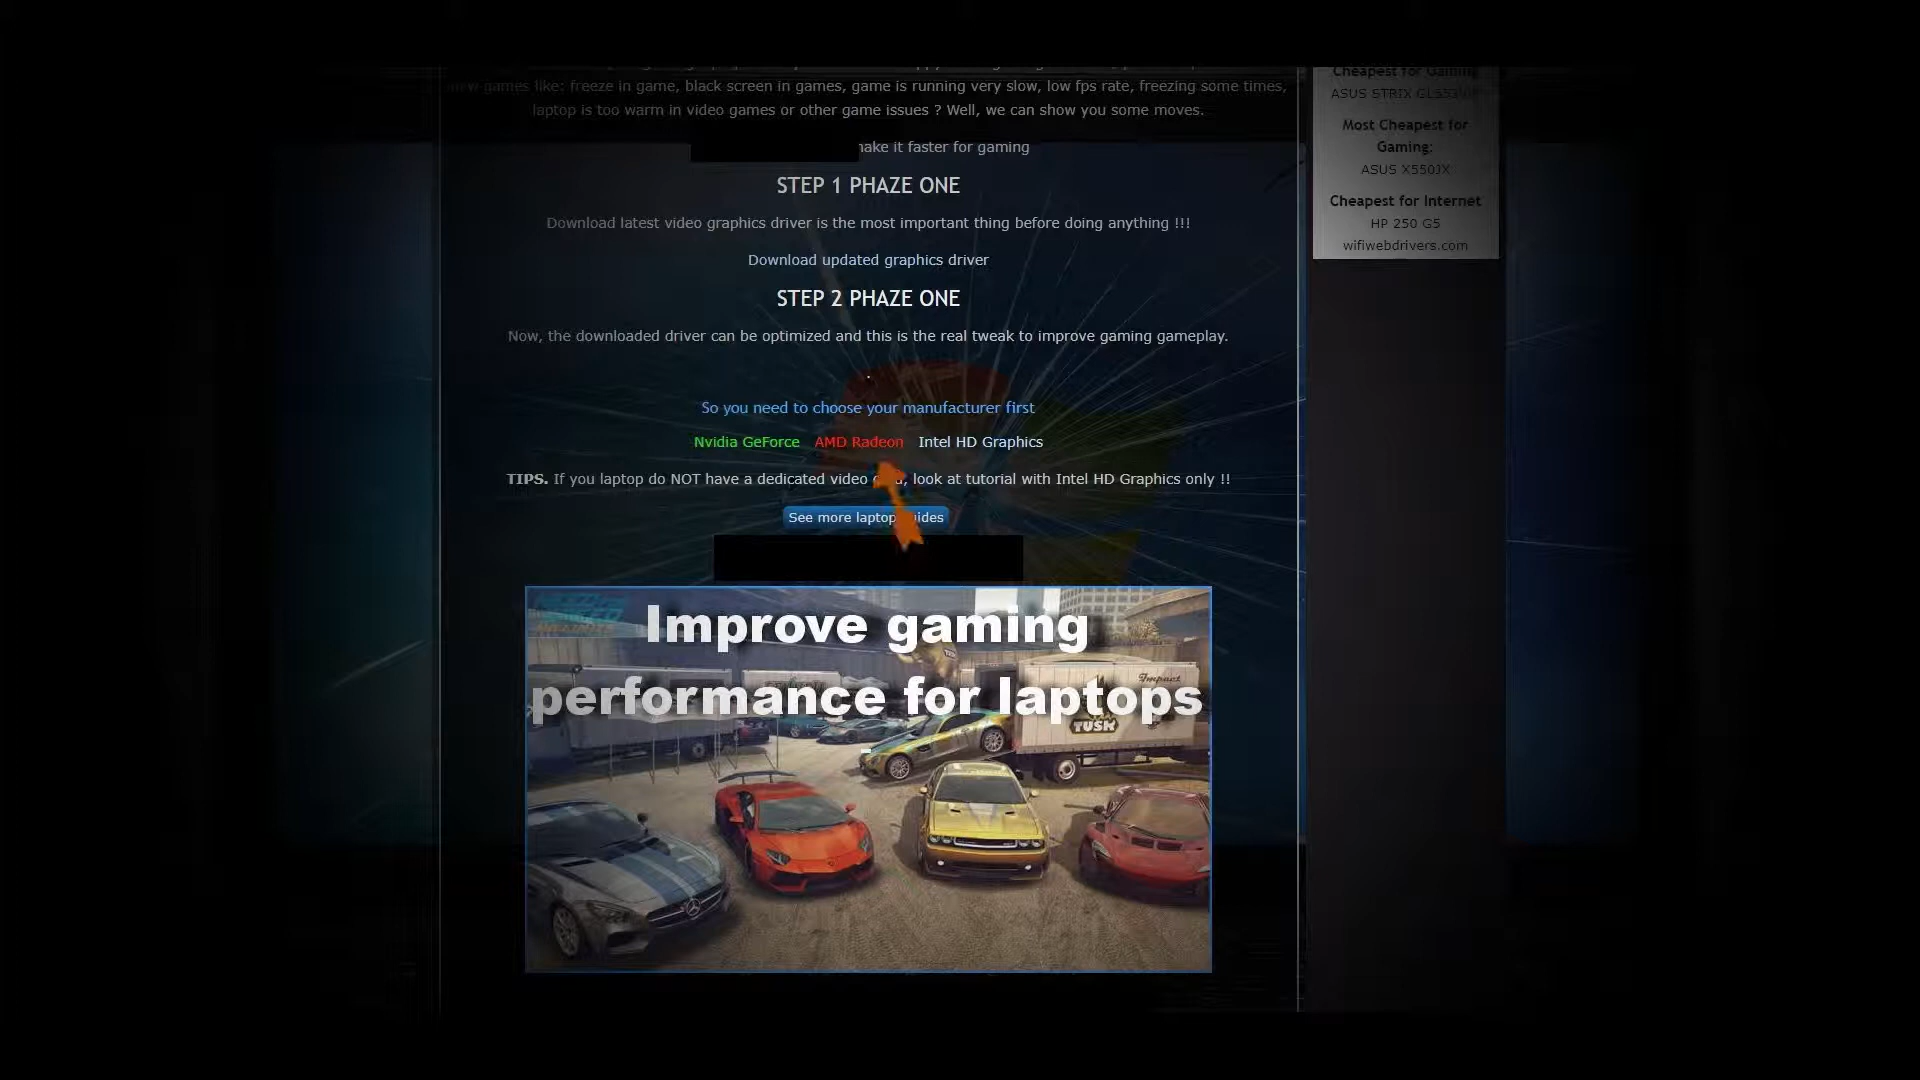 games like: freeze in game, black screen in games, game is running very slow, low fps rate, freezing some times,
laptop is too warm in video games or other game issues ? Well, we can show you some moves.
make it faster for gaming
STEP 1 PHAZE ONE
Download latest video graphics driver is the most important thing before doing anything !!!
Download updated graphics driver
STEP 2 PHAZE ONE
Now, the downloaded driver can be optimized and this is the real tweak to improve gaming gameplay.
.
So you need to choose your manufacturer first
Nvidia GeForce AMD Radeon Intel HD Graphics
TIPS. If you laptop do NOT have a dedicated video look at tutorial with Intel HD Graphics only !!
See more laptop
Improve gaming
performance for laptops
Impact
TUSK
Cheapest for Gaming
ASUS STRIX
Most Cheapest for
Gaming:
ASUS X550JX
Cheapest for Internet
HP 250 G5
wifiwebdrivers.com